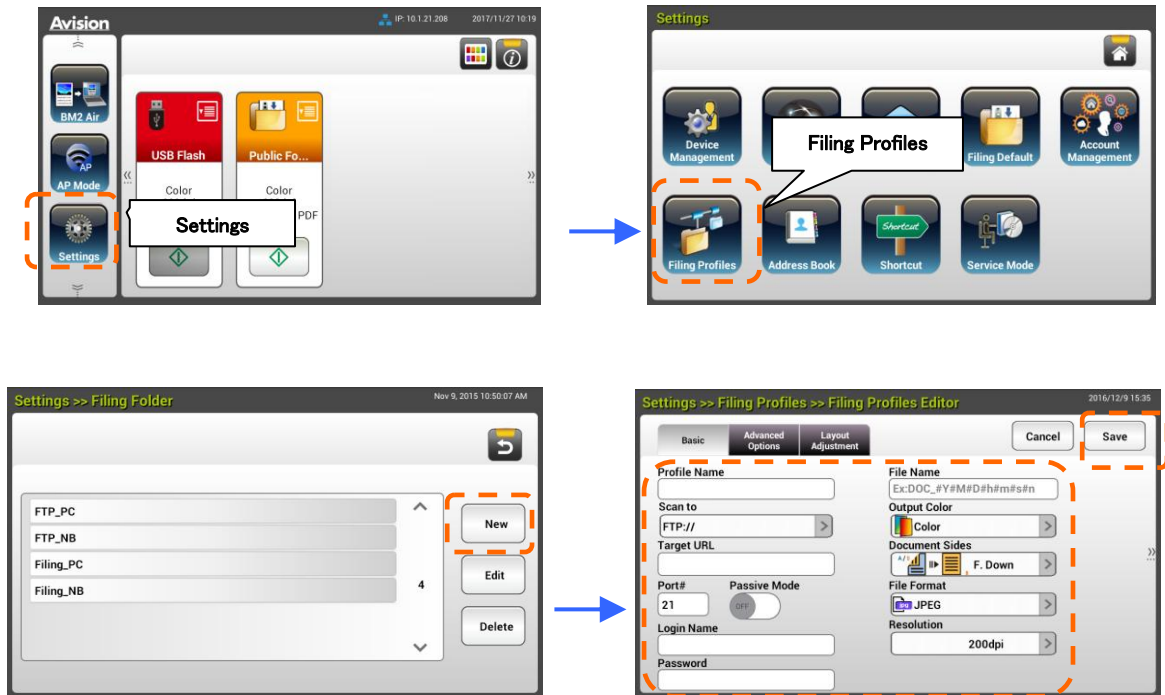 Avision
IP: 10.1.21.208
2017/11/27 10:19
BM2 Air
AP
AP Mode
Settings
USB Flash
Color
Public Fo...
Color
PDF
Settings
Settings
Device
Management
Filing Profiles
Filing Default
Account
Management
Filing Profiles
Address Book
Shortcut
Shortcut
Service Mode
Settings >> Filing Folder
Nov 9, 2015 10:50:07 AM
FTP_PC
FTP_NB
Filing_PC
Filing_NB
4
New
Edit
Delete
Settings >> Filing Profiles >> Filing Profiles Editor
2016/12/9 15:35
Basic
Advanced
Options
Layout
Adjustment
Cancel
Save
Profile Name
Scan to
FTP://
Target URL
Port#
Passive Mode
21
OFF
Login Name
Password
File Name
Ex:DOC_#Y#M#D#h#m#s#n
Output Color
Color
Document Sides
F. Down
File Format
JPEG
Resolution
200dpi